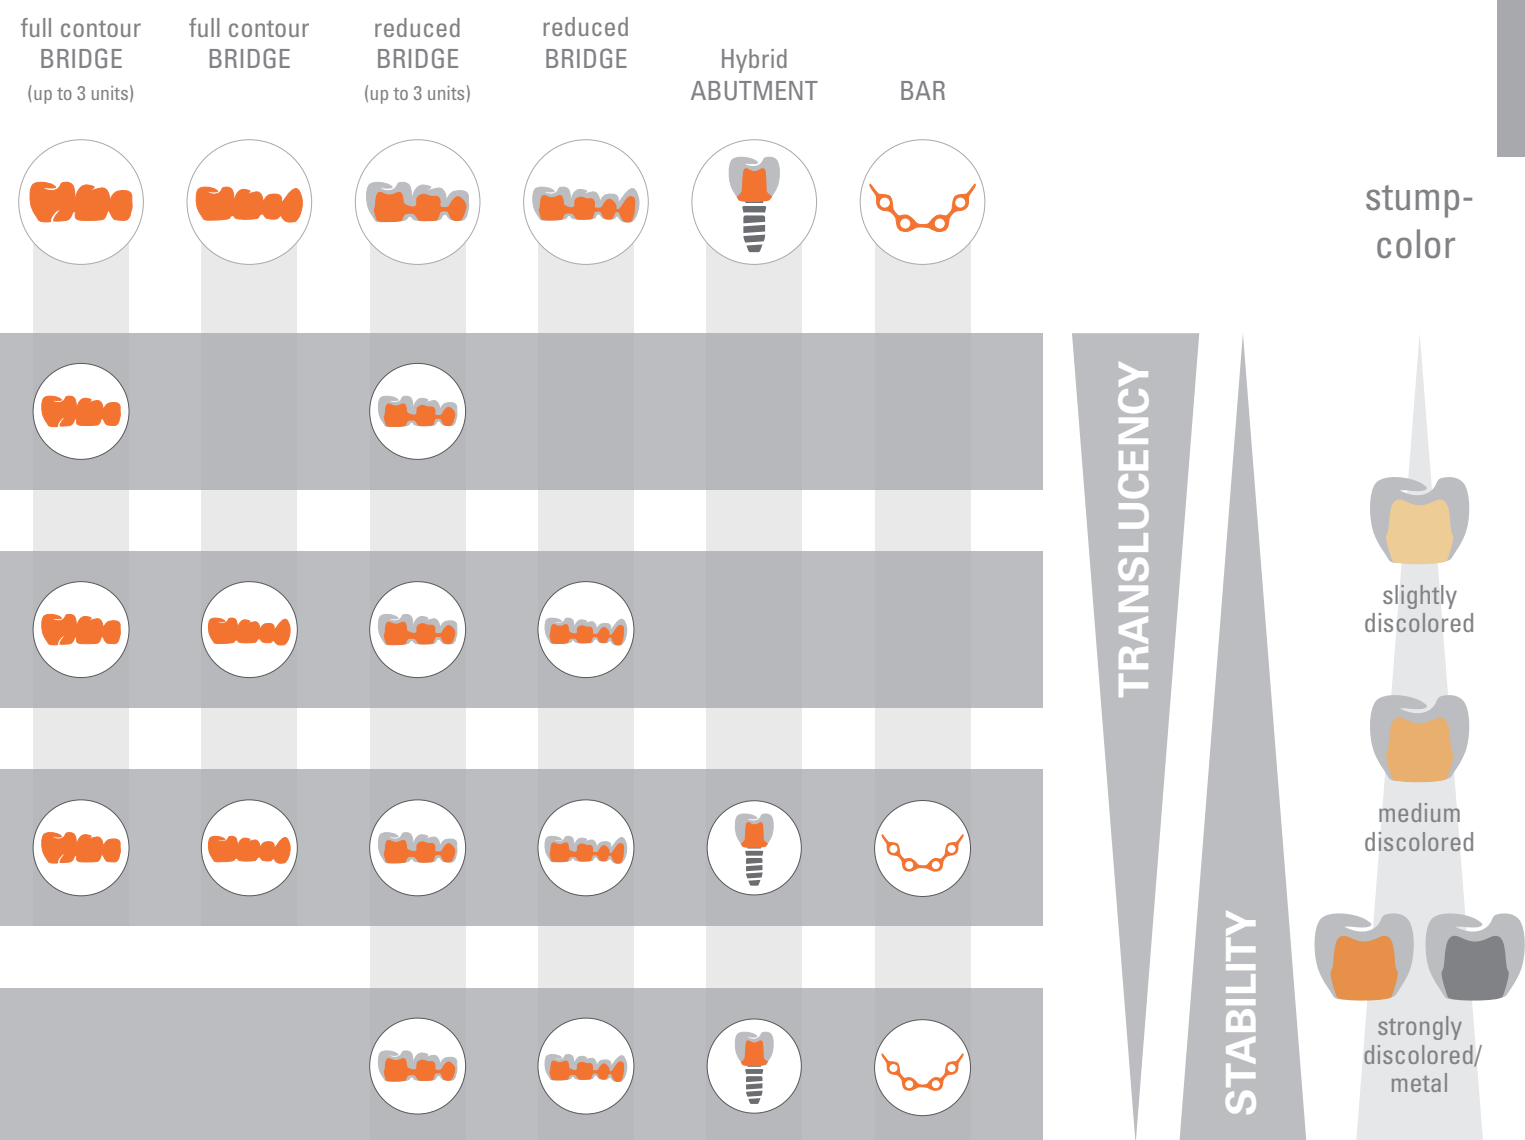 full contour
BRIDGE
(up to 3 units)
full contour
BRIDGE
reduced
BRIDGE
(up to 3 units)
reduced
BRIDGE
Hybrid
ABUTMENT
BAR
stump-
color
TRANSLUCENCY
STABILITY
slightly
discolored
medium
discolored
strongly
discolored/
metal